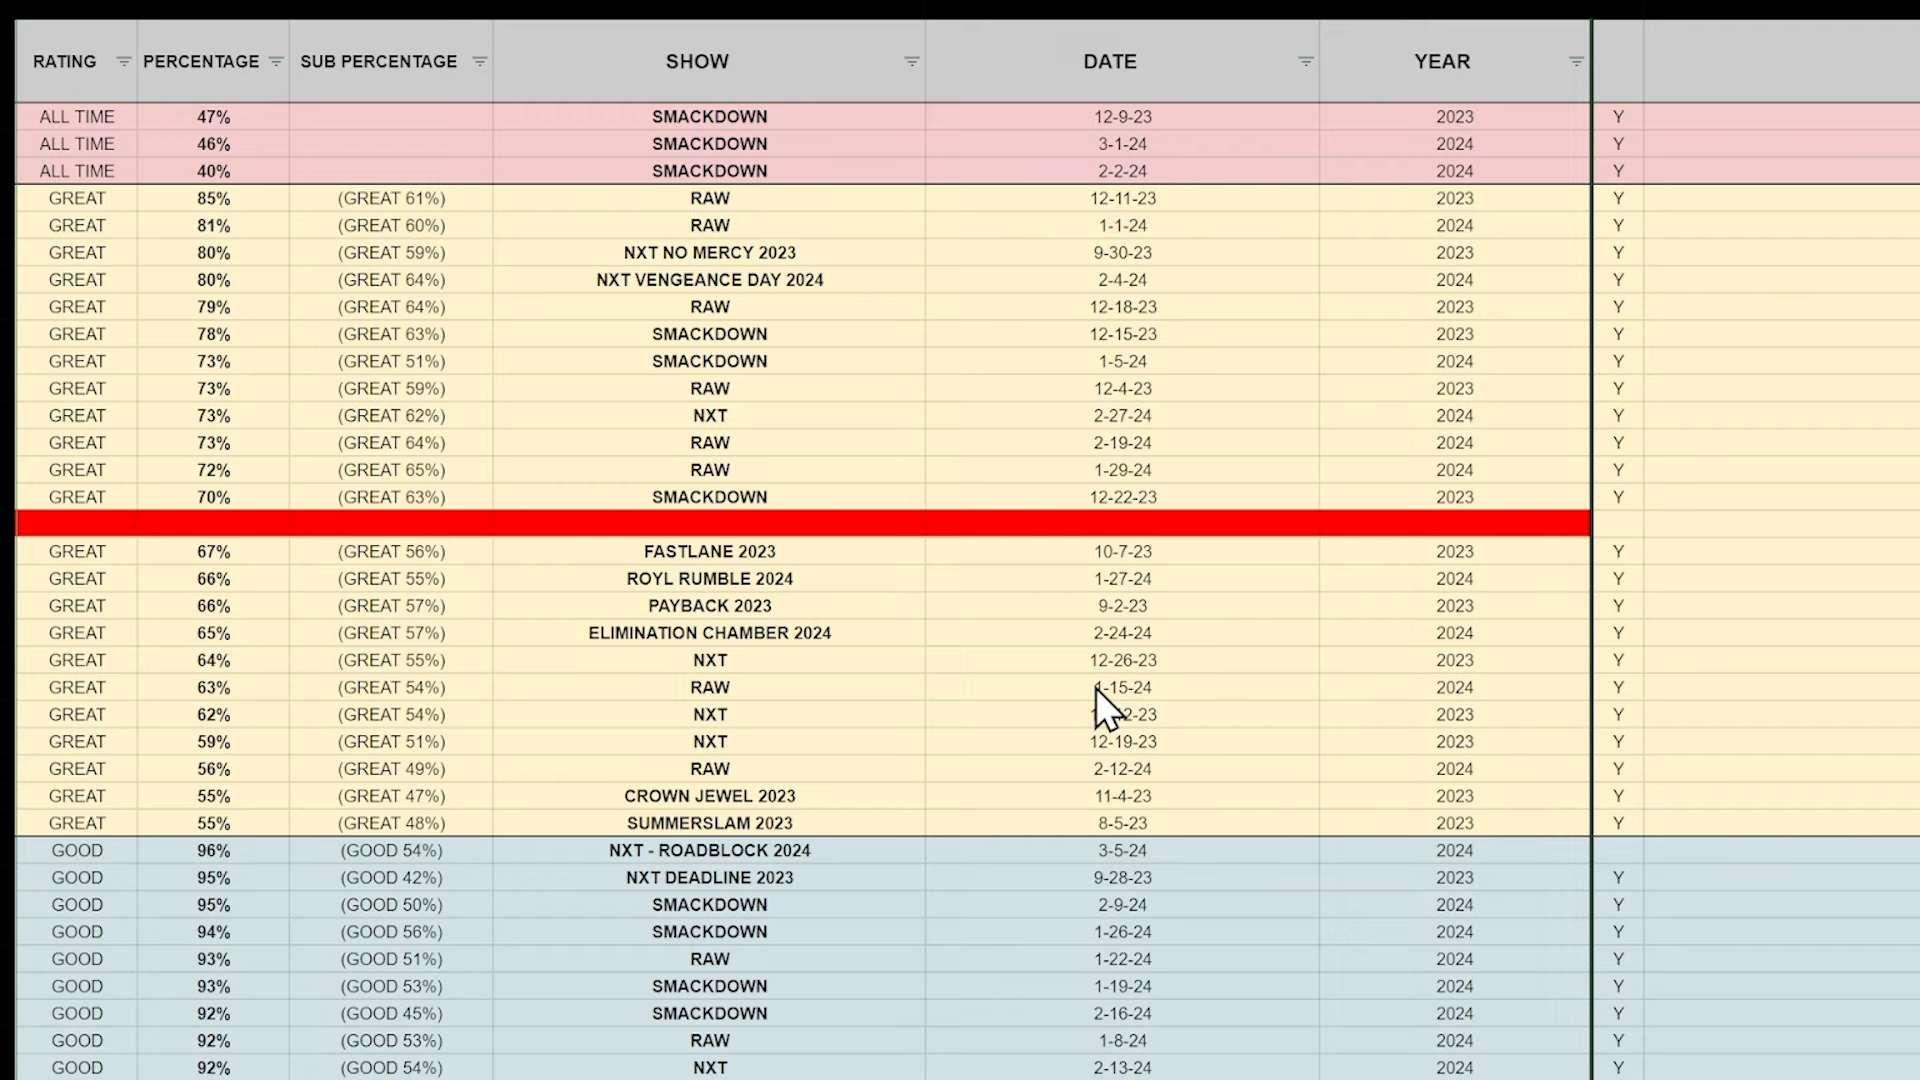 RATING PERCENTAGE SUB PERCENTAGE SHOW DATE YEAR
ALL TIME 47% SMACKDOWN 12-9-23 2023 Y
ALL TIME 46% SMACKDOWN 3-1-24 2024 Y
ALL TIME 40% SMACKDOWN 2-2-24 2024 Y
GREAT 85% (GREAT 61%) RAW 12-11-23 2023 Y
GREAT 81% (GREAT 60%) RAW 1-1-24 2024 Y
GREAT 80% (GREAT 59%) NXT NO MERCY 2023 9-30-23 2023 Y
GREAT 80% (GREAT 64%) NXT VENGEANCE DAY 2024 2-4-24 2024 Y
GREAT 79% (GREAT 64%) RAW 12-18-23 2023 Y
GREAT 78% (GREAT 63%) SMACKDOWN 12-15-23 2023 Y
GREAT 73% (GREAT 51%) SMACKDOWN 1-5-24 2024 Y
GREAT 73% (GREAT 59%) RAW 12-4-23 2023 Y
GREAT 73% (GREAT 62%) NXT 2-27-24 2024 Y
GREAT 73% (GREAT 64%) RAW 2-19-24 2024 Y
GREAT 72% (GREAT 65%) RAW 1-29-24 2024 Y
GREAT 70% (GREAT 63%) SMACKDOWN 12-22-23 2023 Y
GREAT 67% (GREAT 56%) FASTLANE 2023 10-7-23 2023 Y
GREAT 66% (GREAT 55%) ROYL RUMBLE 2024 1-27-24 2024 Y
GREAT 66% (GREAT 57%) PAYBACK 2023 9-2-23 2023 Y
GREAT 65% (GREAT 57%) ELIMINATION CHAMBER 2024 2-24-24 2024 Y
GREAT 64% (GREAT 55%) NXT 12-26-23 2023 Y
GREAT 63% (GREAT 54%) RAW 1-15-24 2024 Y
GREAT 62% (GREAT 54%) NXT 2023 Y
GREAT 59% (GREAT 51%) NXT 12-19-23 2023 Y
GREAT 56% (GREAT 49%) RAW 2-12-24 2024 Y
GREAT 55% (GREAT 47%) CROWN JEWEL 2023 11-4-23 2023 Y
GREAT 55% (GREAT 48%) SUMMERSLAM 2023 8-5-23 2023 Y
GOOD 96% (GOOD 54%) NXT - ROADBLOCK 2024 3-5-24 2024
GOOD 95% (GOOD 42%) NXT DEADLINE 2023 9-28-23 2023 Y
GOOD 95% (GOOD 50%) SMACKDOWN 2-9-24 2024 Y
GOOD 94% (GOOD 56%) SMACKDOWN 1-26-24 2024 Y
GOOD 93% (GOOD 51%) RAW 1-22-24 2024 Y
GOOD 93% (GOOD 53%) SMACKDOWN 1-19-24 2024 Y
GOOD 92% (GOOD 45%) SMACKDOWN 2-16-24 2024 Y
GOOD 92% (GOOD 53%) RAW 1-8-24 2024 Y
GOOD 92% (GOOD 54%) NXT 2-13-24 2024 Y